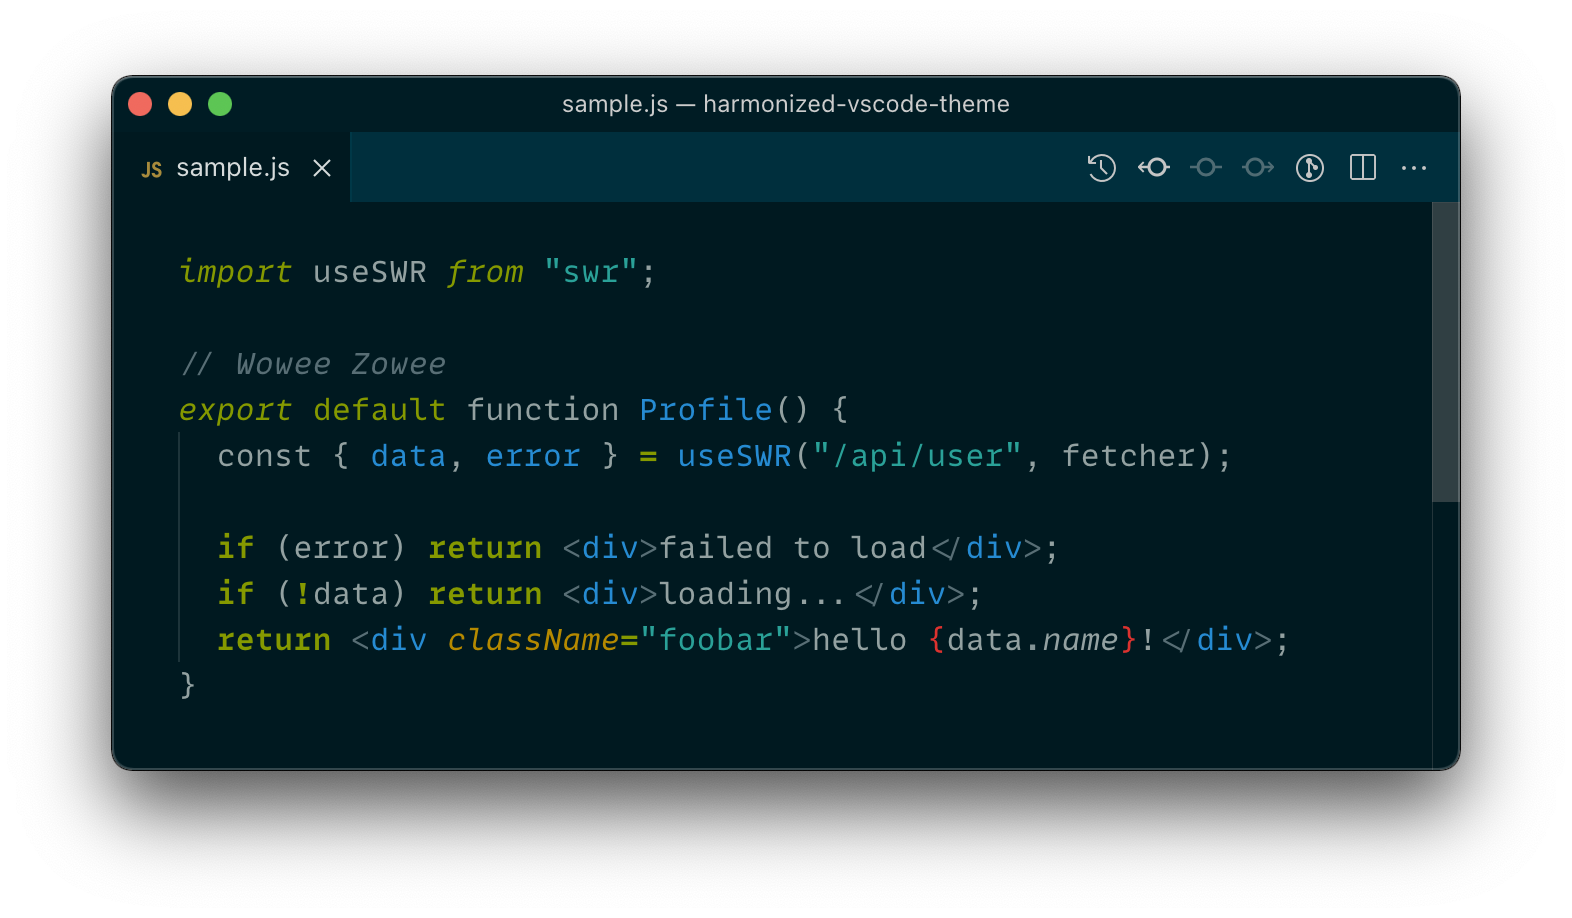 sample.js — harmonized-vscode-theme
JS sample.js
import useSWR from "swr";
// Wowee Zowee
export default function Profile() {
const { data, error } = useSWR("/api/user", fetcher);
if (error) return <div>failed to load</div>;
if (!data) return <div>loading...</div>;
return <div className="foobar">hello {data.name}!</div>;
}